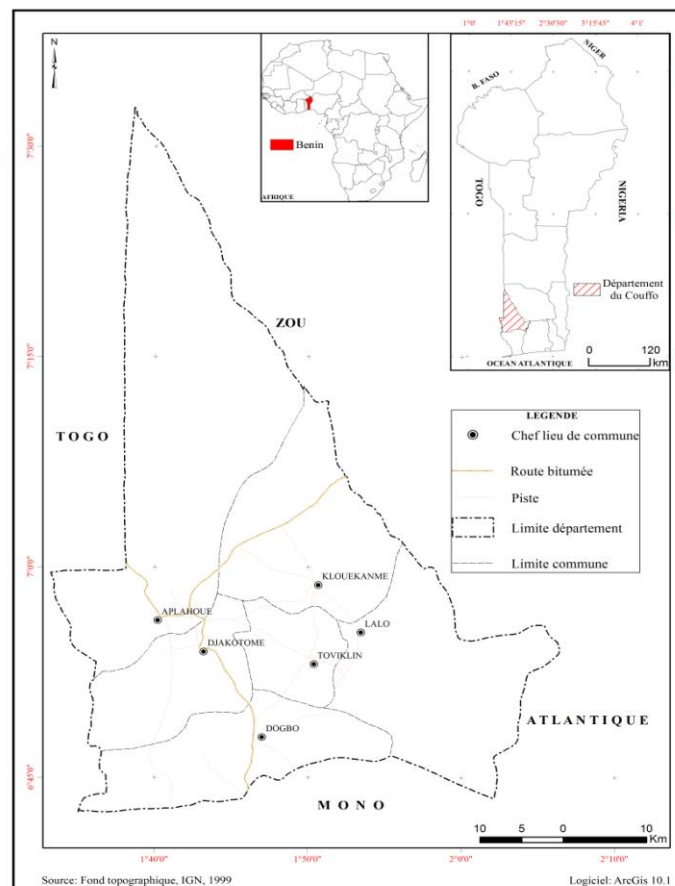 1°0' 1°45'15" 2°30'30" 3°15'45" 4°1'
N
7°30'0"
7°15'0"
7°0'0"
6°45'0"
Benin
AFRIQUE
B. FASO
NIGER
TOGO
NIGERIA
Département
du Couffo
0 120
km
OCEAN ATLANTIQUE
ZOU
TOGO
LEGENDE
Chef lieu de commune
Route bitumée
Piste
Limite département
Limite commune
KLOUEKANME
APLAHOUE
LALO
DJAKOTOME
TOVIKLIN
DOGBO
ATLANTIQUE
MONO
10 5 0 10
Km
1°40'0" 1°50'0" 2°0'0" 2°10'0"
Source: Fond topographique, IGN, 1999 Logiciel: ArcGis 10.1